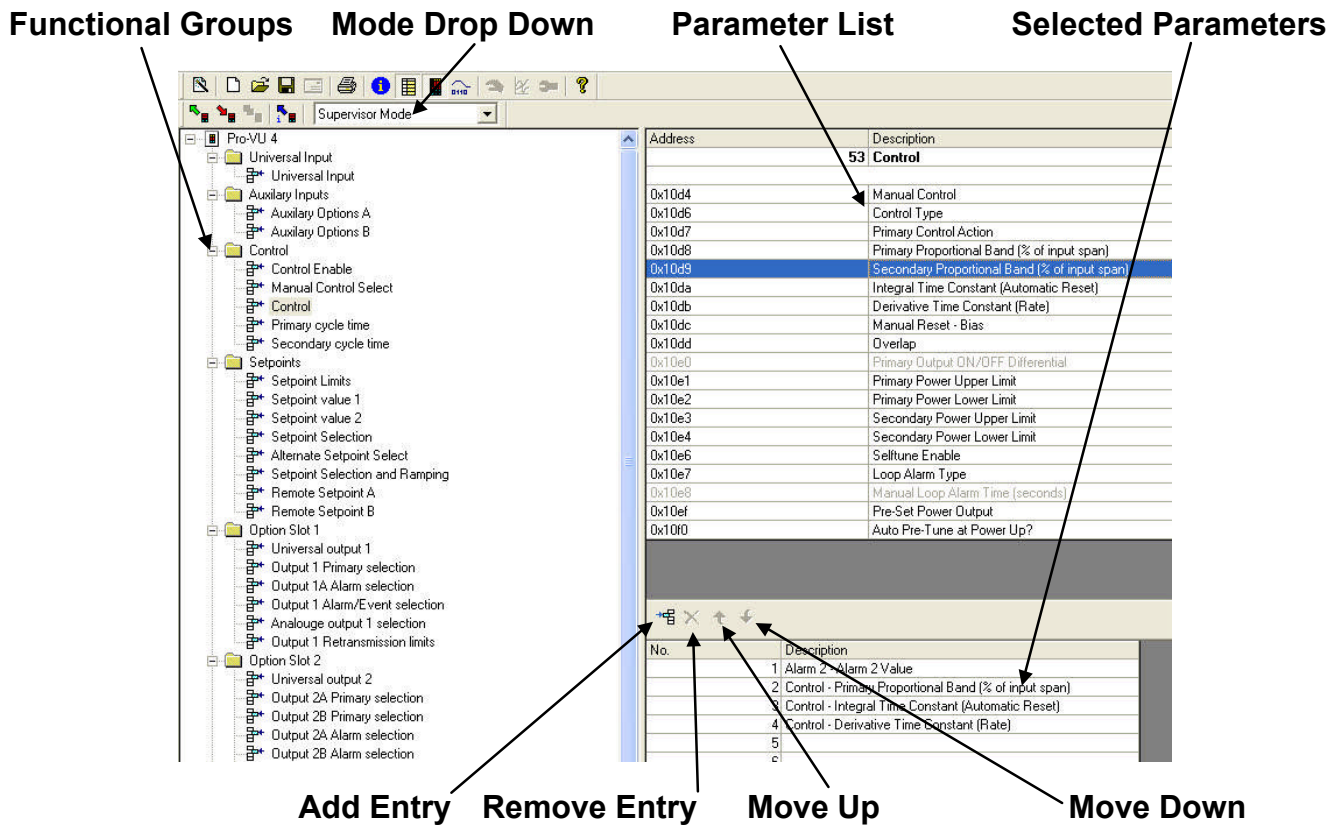 Functional Groups Mode Drop Down Parameter List Selected Parameters
Supervisor Mode
Pro-VU 4
Universal Input
Universal Input
Auxilary Inputs
Auxilary Options A
Auxilary Options B
Control
Control Enable
Manual Control Select
Control
Primary cycle time
Secondary cycle time
Setpoints
Setpoint Limits
Setpoint value 1
Setpoint value 2
Setpoint Selection
Alternate Setpoint Select
Setpoint Selection and Ramping
Remote Setpoint A
Remote Setpoint B
Option Slot 1
Universal output 1
Output 1 Primary selection
Output 1A Alarm selection
Output 1 Alarm/Event selection
Analouge output 1 selection
Output 1 Retransmission limits
Option Slot 2
Universal output 2
Output 2A Primary selection
Output 2B Primary selection
Output 2A Alarm selection
Output 2B Alarm selection
Address Description
53 Control
0x10d4 Manual Control
0x10d6 Control Type
0x10d7 Primary Control Action
0x10d8 Primary Proportional Band (% of input span)
0x10d9 Secondary Proportional Band (% of input span)
0x10da Integral Time Constant (Automatic Reset)
0x10db Derivative Time Constant (Rate)
0x10dc Manual Reset - Bias
0x10dd Overlap
0x10e0 Primary Output ON/OFF Differential
0x10e1 Primary Power Upper Limit
0x10e2 Primary Power Lower Limit
0x10e3 Secondary Power Upper Limit
0x10e4 Secondary Power Lower Limit
0x10e6 Selftune Enable
0x10e7 Loop Alarm Type
0x10e8 Manual Loop Alarm Time (seconds)
0x10ef Pre-Set Power Output
0x10f0 Auto Pre-Tune at Power Up?
No. Description
1 Alarm 2 - Alarm 2 Value
2 Control - Primary Proportional Band (% of input span)
3 Control - Integral Time Constant (Automatic Reset)
4 Control - Derivative Time Constant (Rate)
5
6
Add Entry Remove Entry Move Up Move Down